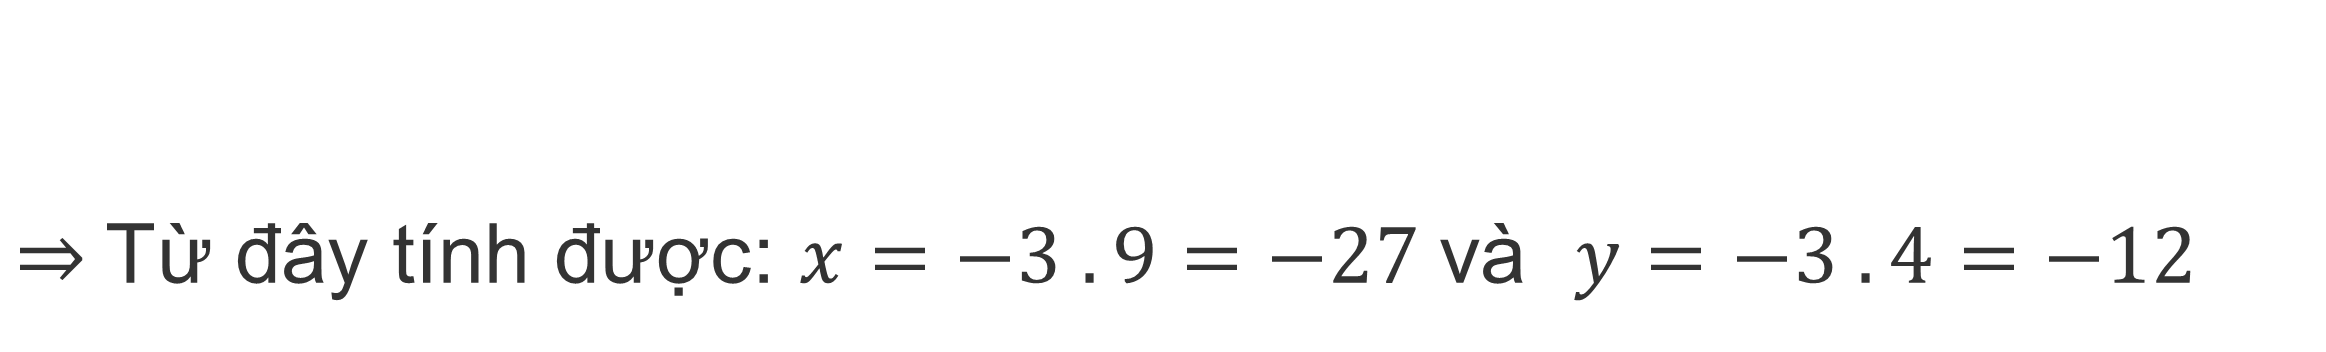 ⇒ Từ đây tính được: x = −3 . 9 = −27 và y = −3 . 4 = −12